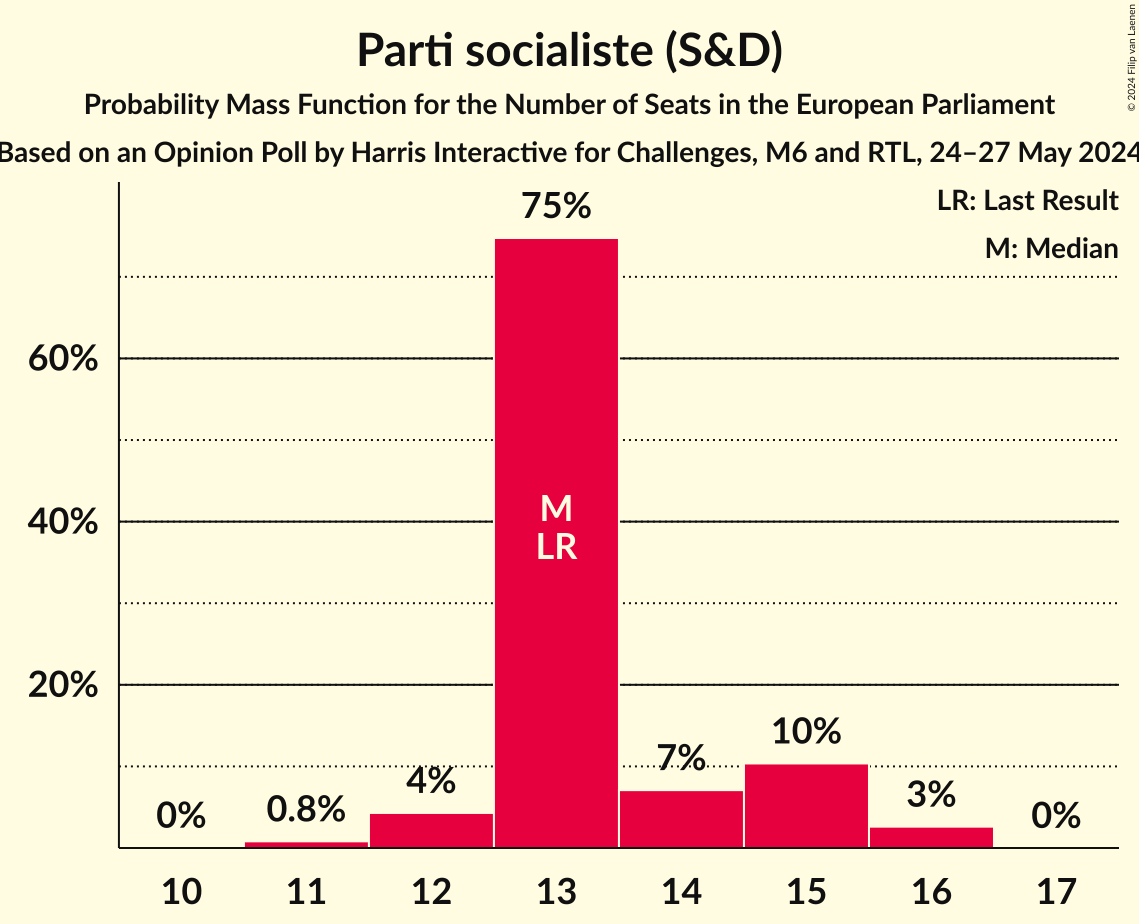 Parti socialiste (S&D)
Probability Mass Function for the Number of Seats in the European Parliament
Based on an Opinion Poll by Harris Interactive for Challenges, M6 and RTL, 24–27 May 2024
© 2024 Filip van Laenen
LR: Last Result
M: Median
75%
60%
40%
20%
M
LR
0%
0.8%
4%
7%
10%
3%
0%
10 11 12 13 14 15 16 17